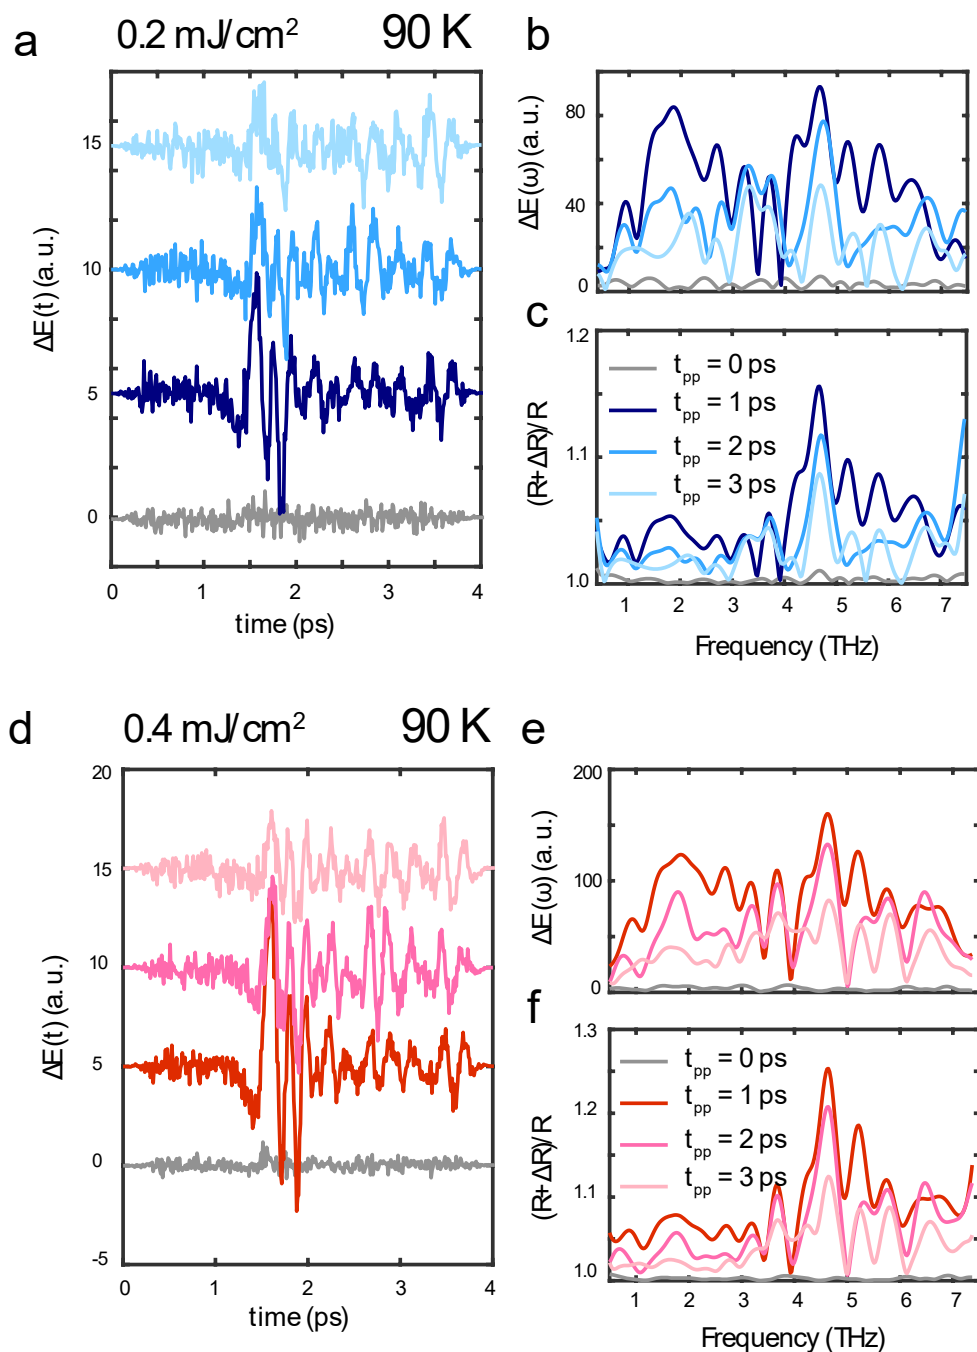 a
0.2 mJ/cm²
90 K
15
10
5
0
ΔE(t) (a. u.)
0
1
2
3
4
time (ps)
b
80
40
0
ΔE(ω) (a. u.)
c
1.2
1.1
1.0
(R+ΔR)/R
t_pp = 0 ps
t_pp = 1 ps
t_pp = 2 ps
t_pp = 3 ps
1
2
3
4
5
6
7
Frequency (THz)
d
0.4 mJ/cm²
90 K
20
15
10
5
0
-5
ΔE(t) (a. u.)
0
1
2
3
4
time (ps)
e
200
100
0
ΔE(ω) (a. u.)
f
1.3
1.2
1.1
1.0
(R+ΔR)/R
t_pp = 0 ps
t_pp = 1 ps
t_pp = 2 ps
t_pp = 3 ps
1
2
3
4
5
6
7
Frequency (THz)